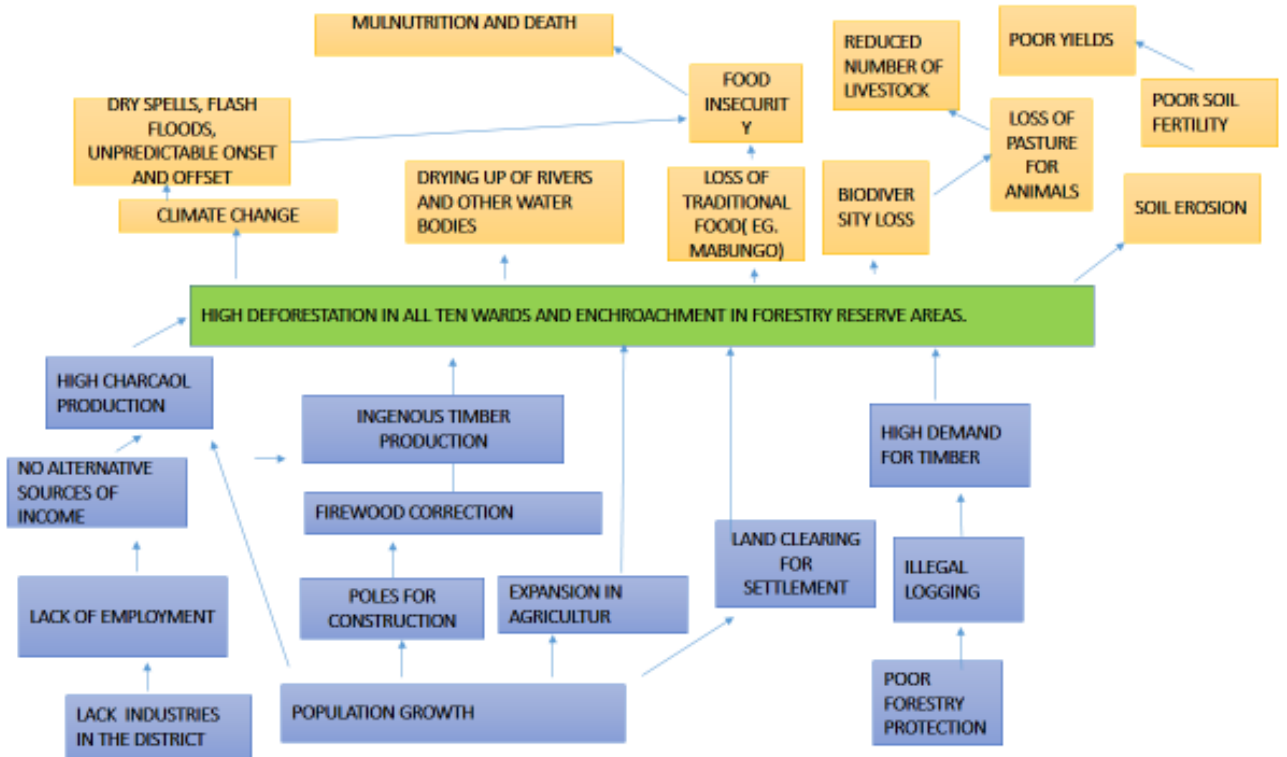 MULNUTRITION AND DEATH
REDUCED
NUMBER OF
LIVESTOCK
POOR YIELDS
FOOD
INSECURIT
Y
DRY SPELLS, FLASH
FLOODS,
UNPREDICTABLE ONSET
AND OFFSET
POOR SOIL
FERTILITY
LOSS OF
PASTURE
FOR
ANIMALS
DRYING UP OF RIVERS
AND OTHER WATER
BODIES
LOSS OF
TRADITIONAL
FOOD( EG.
MABUNGO)
BIODIVER
SITY LOSS
SOIL EROSION
CLIMATE CHANGE
HIGH DEFORESTATION IN ALL TEN WARDS AND ENCHROACHMENT IN FORESTRY RESERVE AREAS.
HIGH CHARCAOL
PRODUCTION
INGENOUS TIMBER
PRODUCTION
HIGH DEMAND
FOR TIMBER
NO ALTERNATIVE
SOURCES OF
INCOME
FIREWOOD CORRECTION
LAND CLEARING
FOR
SETTLEMENT
ILLEGAL
LOGGING
LACK OF EMPLOYMENT
POLES FOR
CONSTRUCTION
EXPANSION IN
AGRICULTUR
POOR
FORESTRY
PROTECTION
LACK  INDUSTRIES
IN THE DISTRICT
POPULATION GROWTH